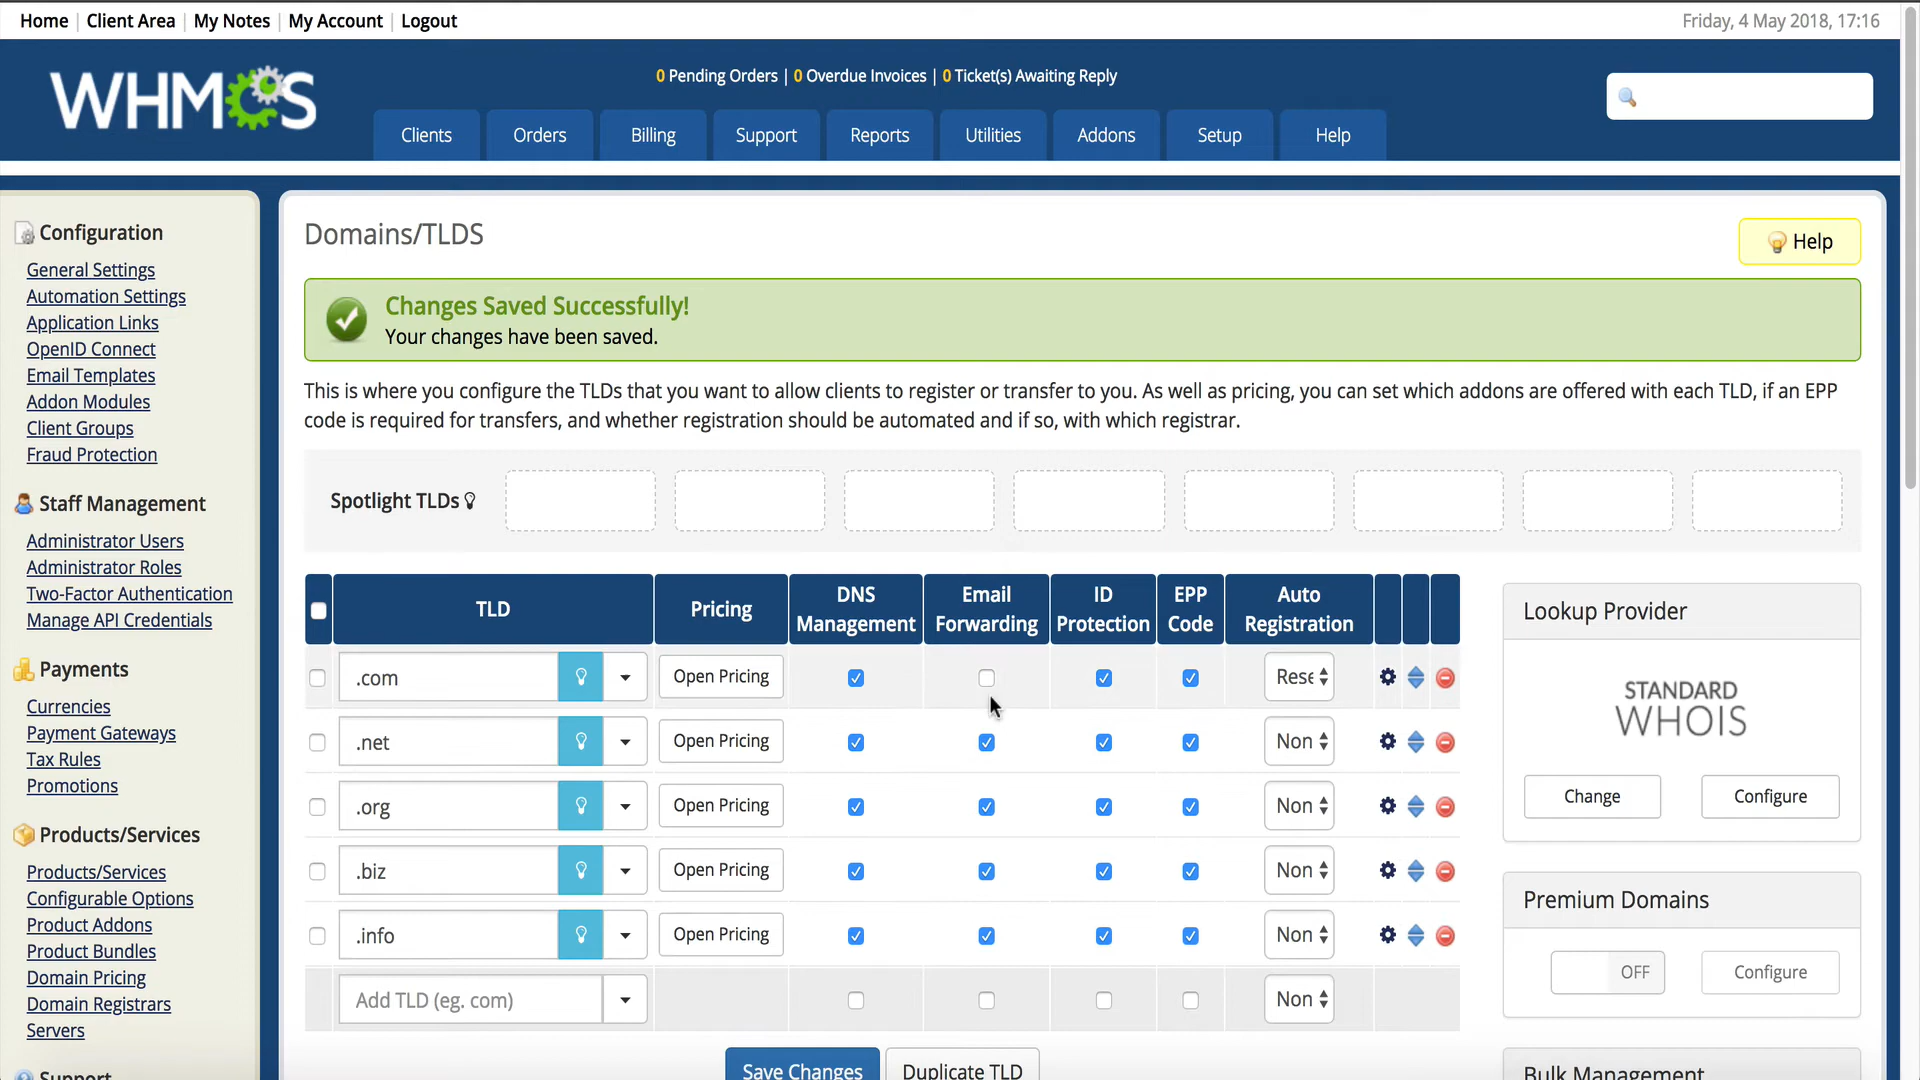 Home | Client Area | My Notes | My Account | Logout
Friday, 4 May 2018, 17:16
WHMCS
0 Pending Orders | 0 Overdue Invoices | 0 Ticket(s) Awaiting Reply
Clients Orders Billing Support Reports Utilities Addons Setup Help
Configuration
General Settings
Automation Settings
Application Links
OpenID Connect
Email Templates
Addon Modules
Client Groups
Fraud Protection
Staff Management
Administrator Users
Administrator Roles
Two-Factor Authentication
Manage API Credentials
Payments
Currencies
Payment Gateways
Tax Rules
Promotions
Products/Services
Products/Services
Configurable Options
Product Addons
Product Bundles
Domain Pricing
Domain Registrars
Servers
Support
Domains/TLDS
Help
Changes Saved Successfully!
Your changes have been saved.
This is where you configure the TLDs that you want to allow clients to register or transfer to you. As well as pricing, you can set which addons are offered with each TLD, if an EPP
code is required for transfers, and whether registration should be automated and if so, with which registrar.
Spotlight TLDs
TLD Pricing DNS Management Email Forwarding ID Protection EPP Code Auto Registration
.com Open Pricing Rese
.net Open Pricing Non
.org Open Pricing Non
.biz Open Pricing Non
.info Open Pricing Non
Add TLD (eg. com) Non
Save Changes Duplicate TLD
Lookup Provider
STANDARD
WHOIS
Change Configure
Premium Domains
OFF Configure
Bulk Management